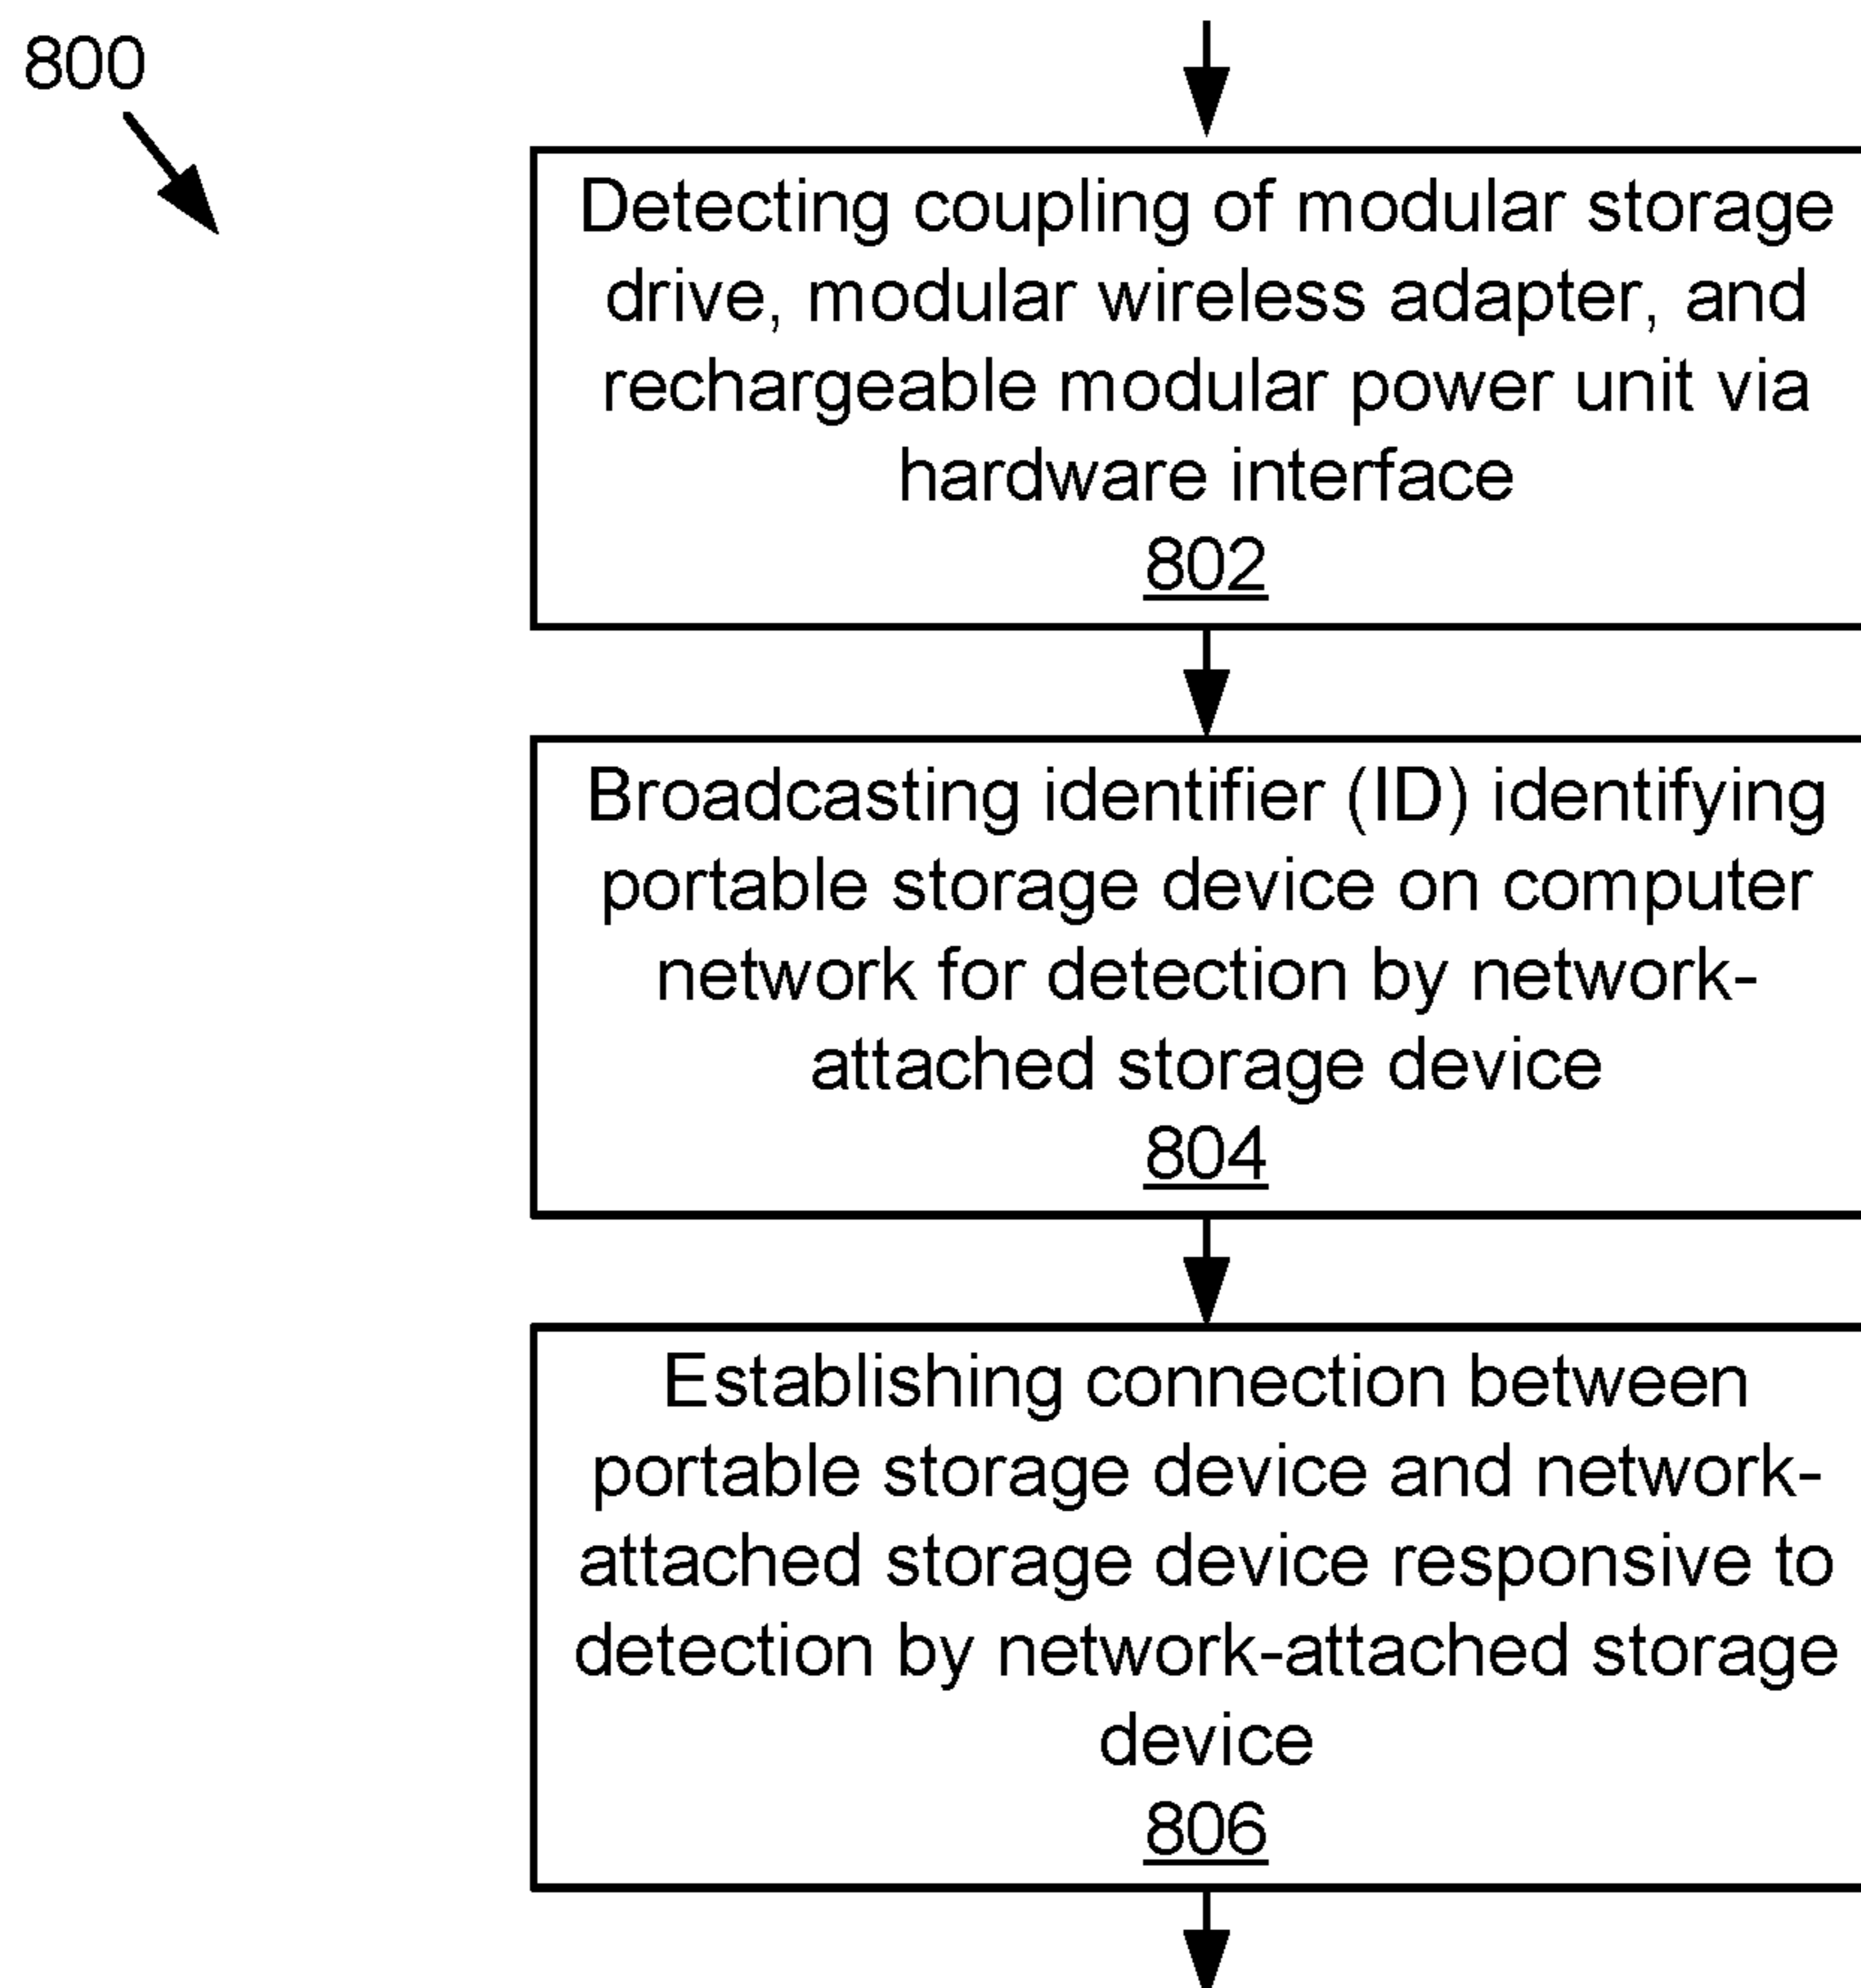 800
Detecting coupling of modular storage
drive, modular wireless adapter, and
rechargeable modular power unit via
hardware interface
802
Broadcasting identifier (ID) identifying
portable storage device on computer
network for detection by network-
attached storage device
804
Establishing connection between
portable storage device and network-
attached storage device responsive to
detection by network-attached storage
device
806